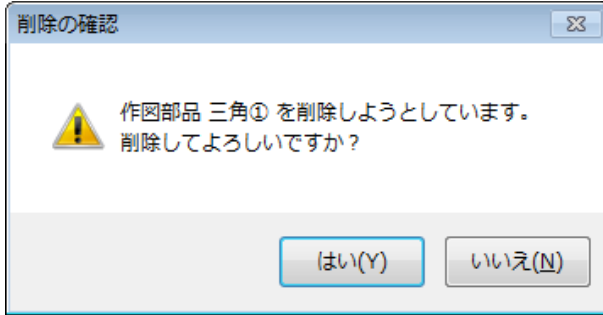 削除の確認
作図部品 三角① を削除しようとしています。
削除してよろしいですか？
はい(Y)
いいえ(N)